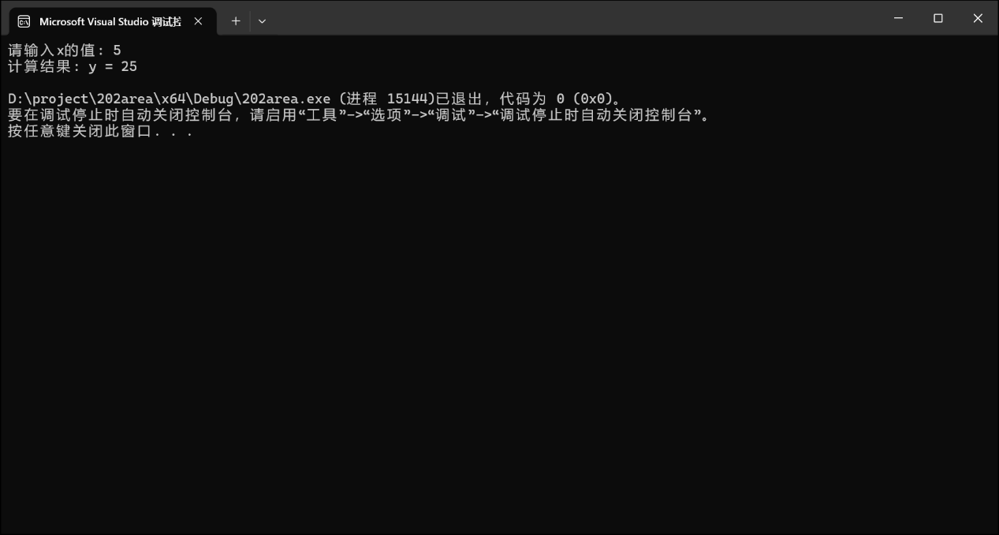 Microsoft Visual Studio 调试控
请输入x的值: 5
计算结果: y = 25
D:\project\202area\x64\Debug\202area.exe (进程 15144)已退出，代码为 0 (0x0)。
要在调试停止时自动关闭控制台，请启用“工具”->“选项”->“调试”->“调试停止时自动关闭控制台”。
按任意键关闭此窗口. . .